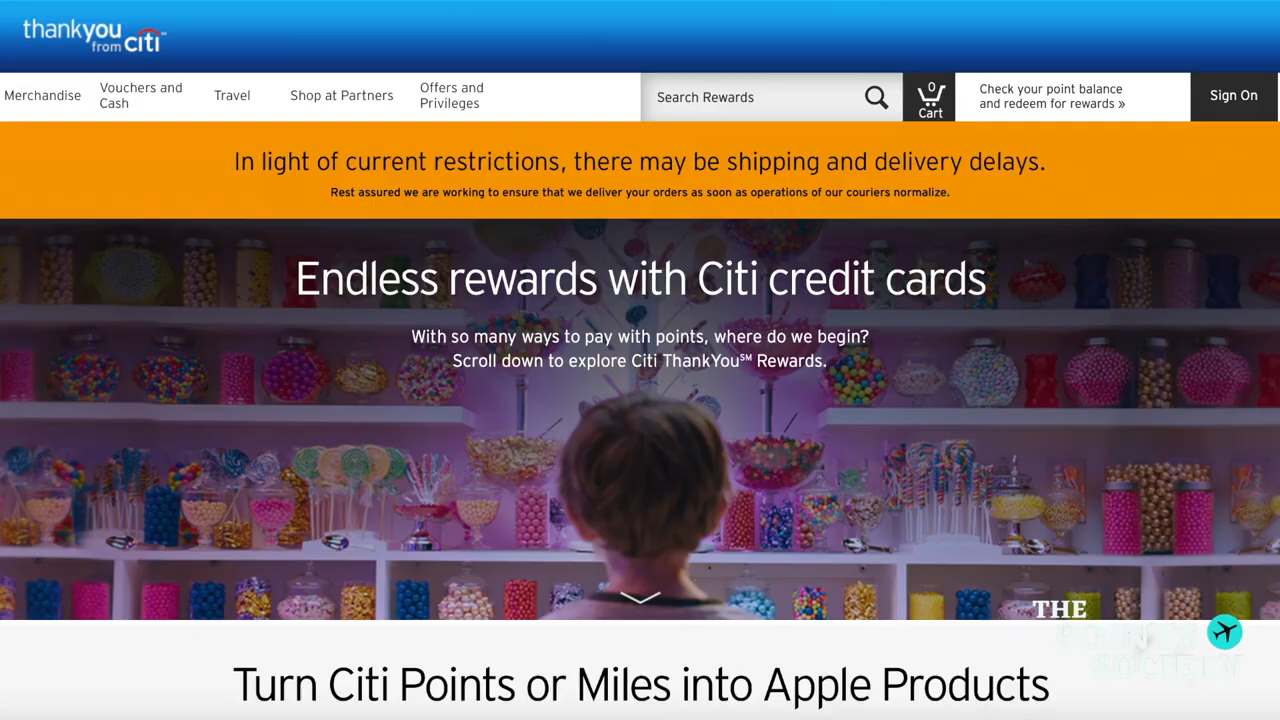 thankyou
from citi
Merchandise
Vouchers and
Cash
Travel
Shop at Partners
Offers and
Privileges
Search Rewards
0
Cart
Check your point balance
and redeem for rewards »
Sign On
In light of current restrictions, there may be shipping and delivery delays.
Rest assured we are working to ensure that we deliver your orders as soon as operations of our couriers normalize.
Endless rewards with Citi credit cards
With so many ways to pay with points, where do we begin?
Scroll down to explore Citi ThankYou℠ Rewards.
THE
POINTS
SOCIETY
Turn Citi Points or Miles into Apple Products